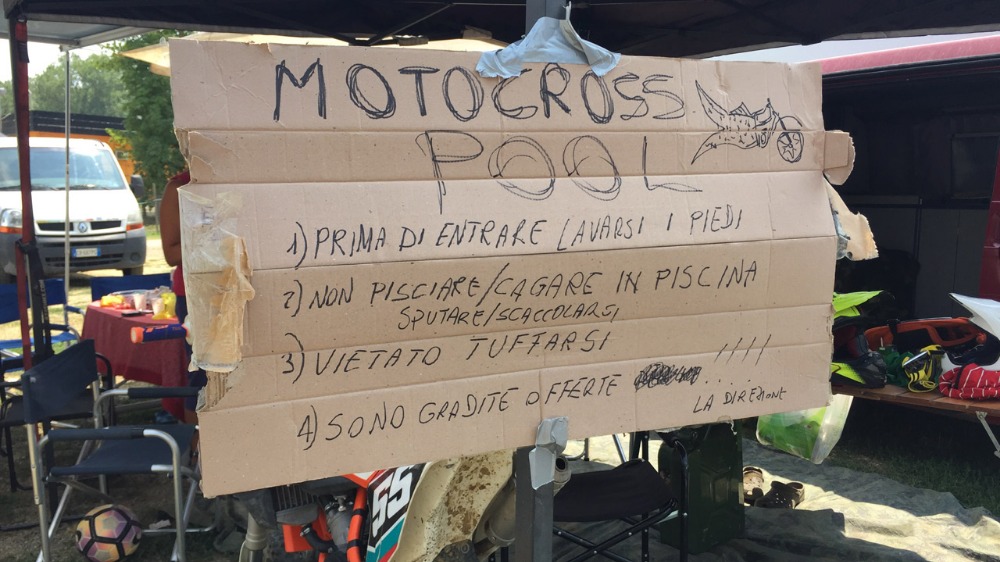 MOTOCROSS
POOL
1) PRIMA DI ENTRARE LAVARSI I PIEDI
2) NON PISCIARE/CAGARE IN PISCINA
SPUTARE/SCACCOLARSI
3) VIETATO TUFFARSI
4) SONO GRADITE OFFERTE ....!!!!
LA DIREZIONE
55